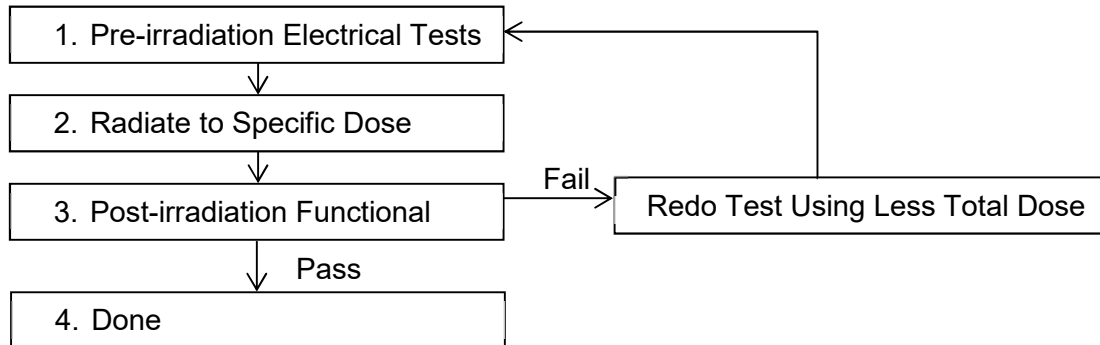 1. Pre-irradiation Electrical Tests
2. Radiate to Specific Dose
Fail
3. Post-irradiation Functional
Redo Test Using Less Total Dose
Pass
4. Done